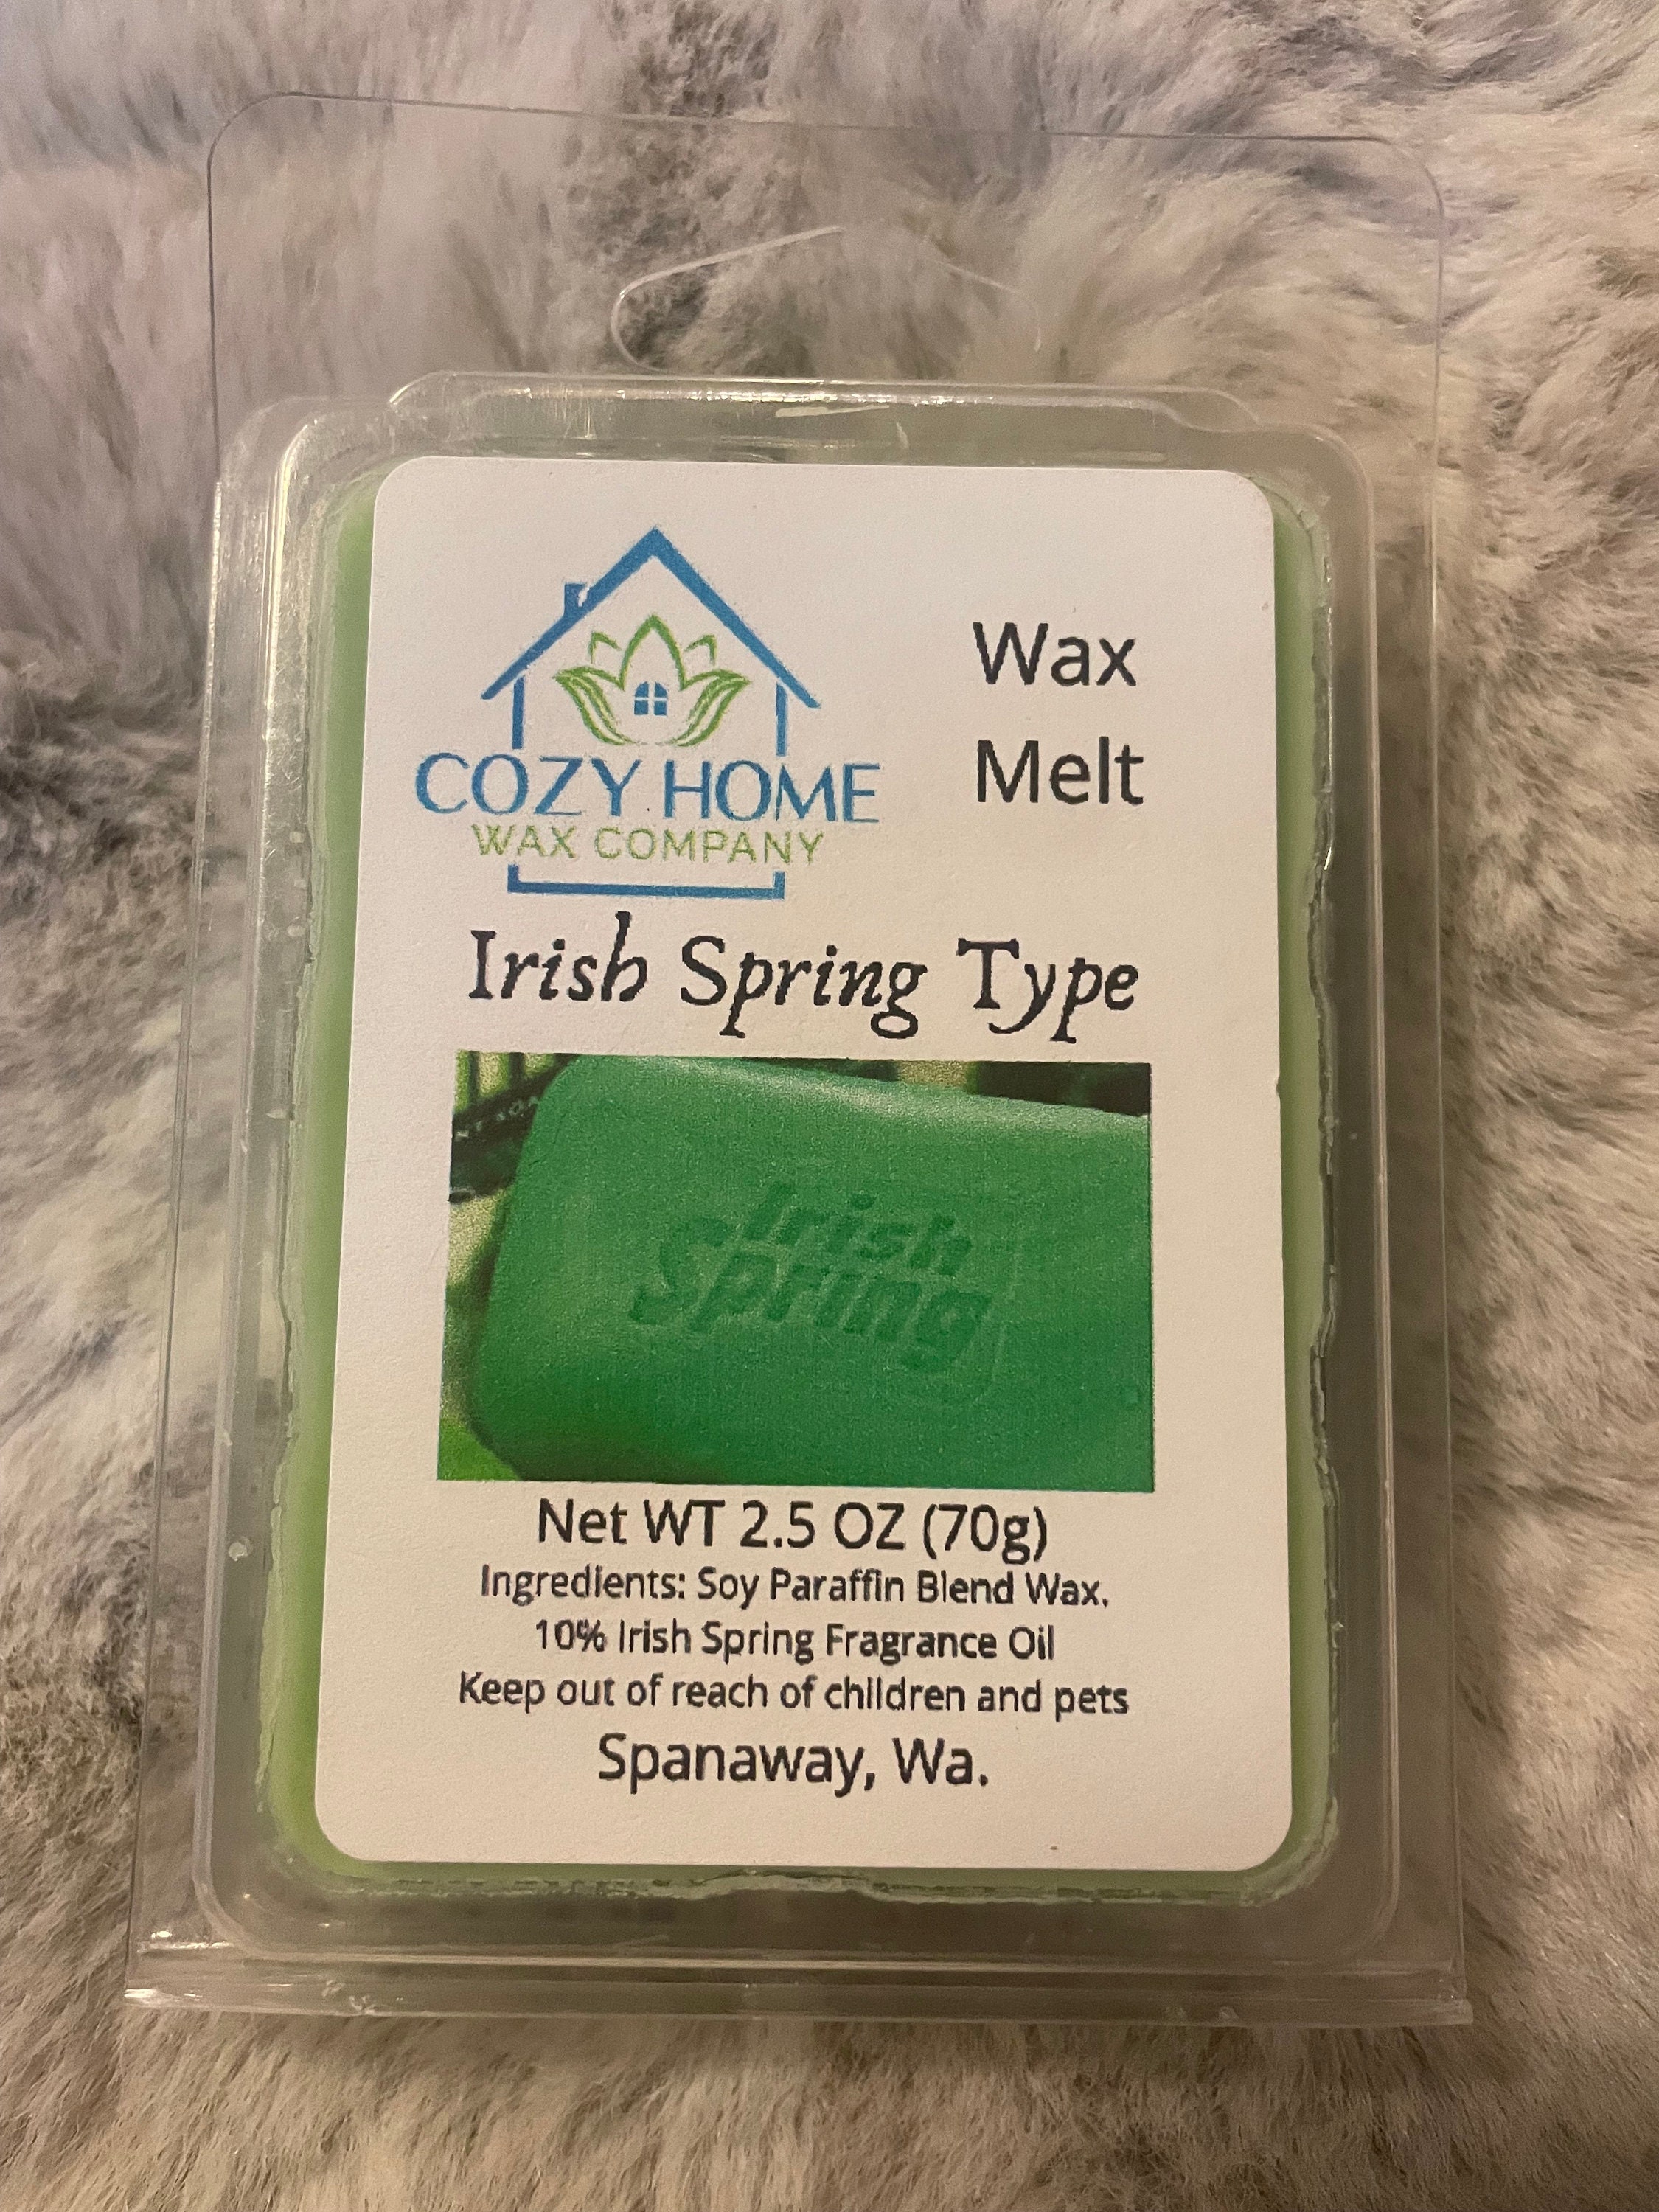 COZY HOME
WAX COMPANY
Wax
Melt
Irish Spring Type
Irish
Spring
Net WT 2.5 OZ (70g)
Ingredients: Soy Paraffin Blend Wax.
10% Irish Spring Fragrance Oil
Keep out of reach of children and pets
Spanaway, Wa.